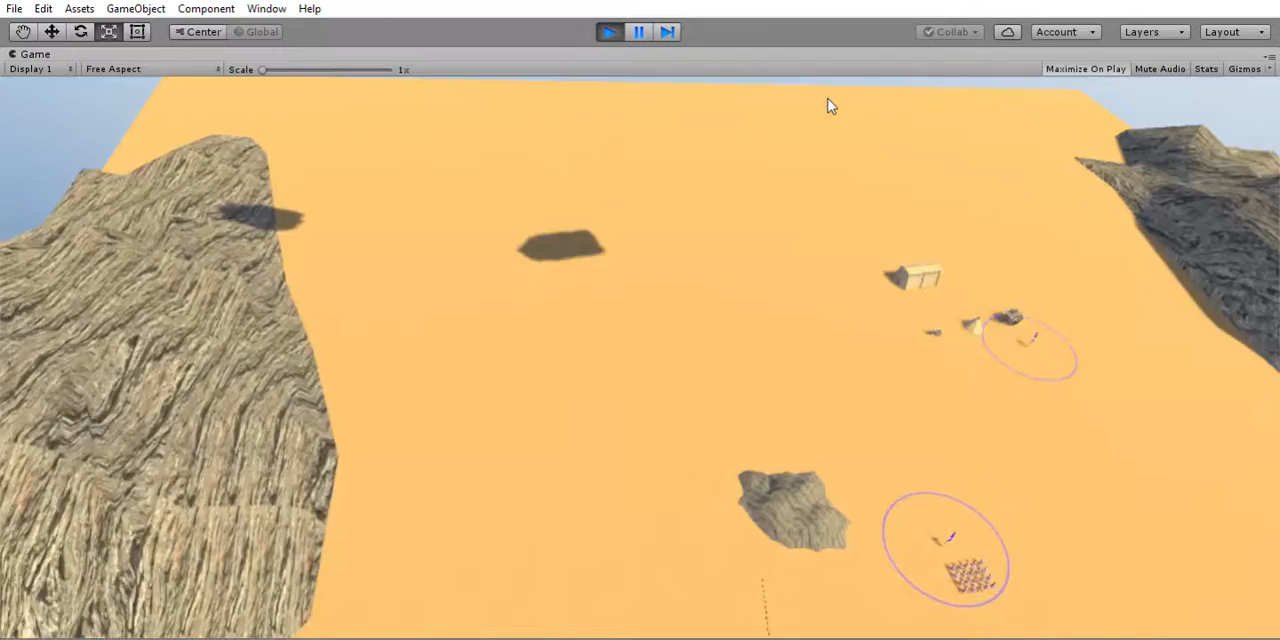 File Edit Assets GameObject Component Window Help
Center Global Collab Account Layers Layout
Game
Display 1 Free Aspect Scale 1x Maximize On Play Mute Audio Stats Gizmos